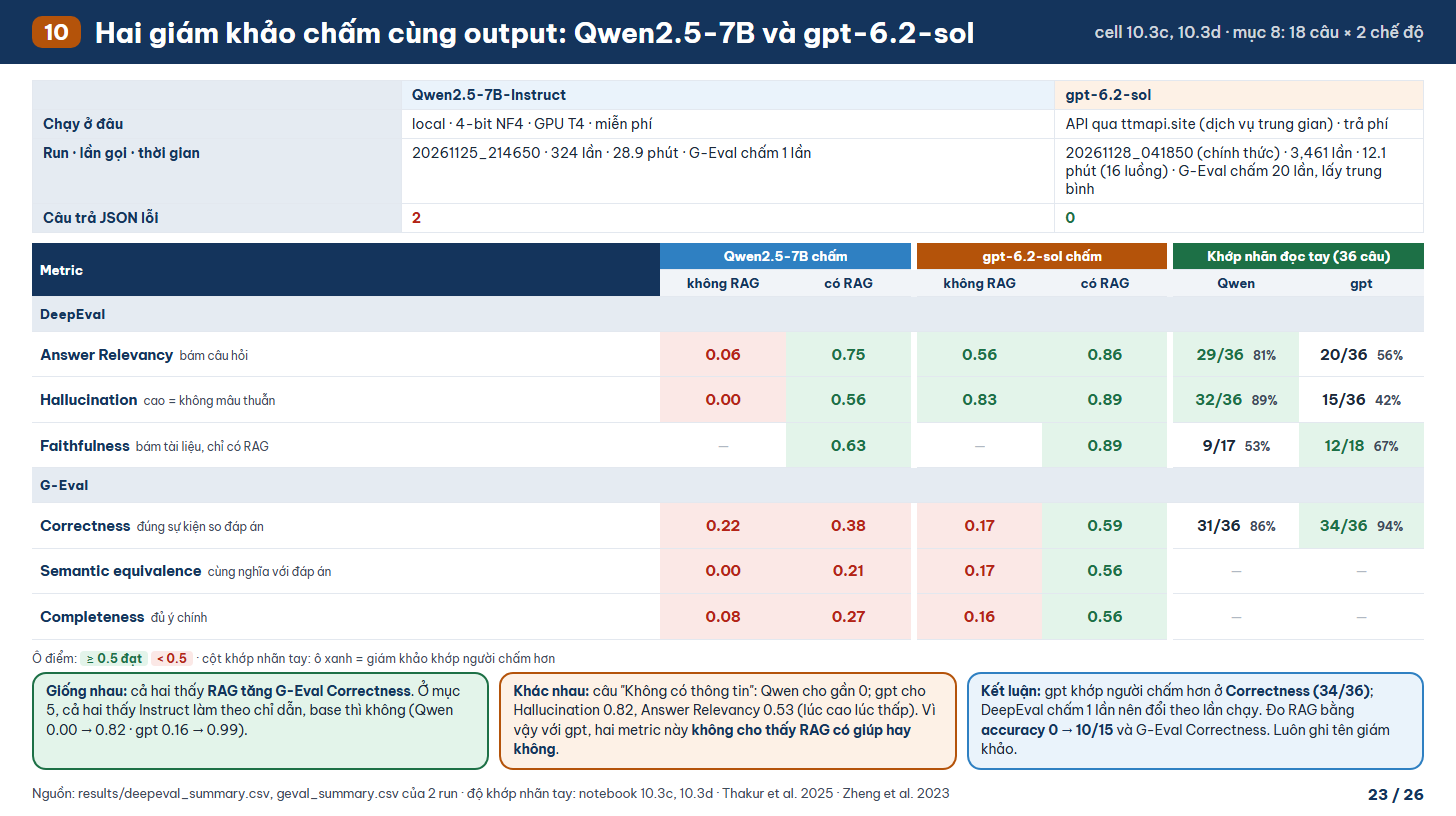 10 Hai giám khảo chấm cùng output: Qwen2.5-7B và gpt-6.2-sol
cell 10.3c, 10.3d · mục 8: 18 câu × 2 chế độ
Qwen2.5-7B-Instruct gpt-6.2-sol
Chạy ở đâu local · 4-bit NF4 · GPU T4 · miễn phí API qua ttmapi.site (dịch vụ trung gian) · trả phí
Run · lần gọi · thời gian 20261125_214650 · 324 lần · 28.9 phút · G-Eval chấm 1 lần 20261128_041850 (chính thức) · 3,461 lần · 12.1
phút (16 luồng) · G-Eval chấm 20 lần, lấy trung
bình
Câu trả JSON lỗi 2 0
Metric Qwen2.5-7B chấm gpt-6.2-sol chấm Khớp nhãn đọc tay (36 câu)
không RAG có RAG không RAG có RAG Qwen gpt
DeepEval
Answer Relevancy bám câu hỏi 0.06 0.75 0.56 0.86 29/36 81% 20/36 56%
Hallucination cao = không mâu thuẫn 0.00 0.56 0.83 0.89 32/36 89% 15/36 42%
Faithfulness bám tài liệu, chỉ có RAG — 0.63 — 0.89 9/17 53% 12/18 67%
G-Eval
Correctness đúng sự kiện so đáp án 0.22 0.38 0.17 0.59 31/36 86% 34/36 94%
Semantic equivalence cùng nghĩa với đáp án 0.00 0.21 0.17 0.56 — —
Completeness đủ ý chính 0.08 0.27 0.16 0.56 — —
Ô điểm: ≥ 0.5 đạt < 0.5 · cột khớp nhãn tay: ô xanh = giám khảo khớp người chấm hơn
Giống nhau: cả hai thấy RAG tăng G-Eval Correctness. Ở mục
5, cả hai thấy Instruct làm theo chỉ dẫn, base thì không (Qwen
0.00 → 0.82 · gpt 0.16 → 0.99).
Khác nhau: câu "Không có thông tin": Qwen cho gần 0; gpt cho
Hallucination 0.82, Answer Relevancy 0.53 (lúc cao lúc thấp). Vì
vậy với gpt, hai metric này không cho thấy RAG có giúp hay
không.
Kết luận: gpt khớp người chấm hơn ở Correctness (34/36);
DeepEval chấm 1 lần nên đổi theo lần chạy. Đo RAG bằng
accuracy 0 → 10/15 và G-Eval Correctness. Luôn ghi tên giám
khảo.
Nguồn: results/deepeval_summary.csv, geval_summary.csv của 2 run · độ khớp nhãn tay: notebook 10.3c, 10.3d · Thakur et al. 2025 · Zheng et al. 2023
23 / 26